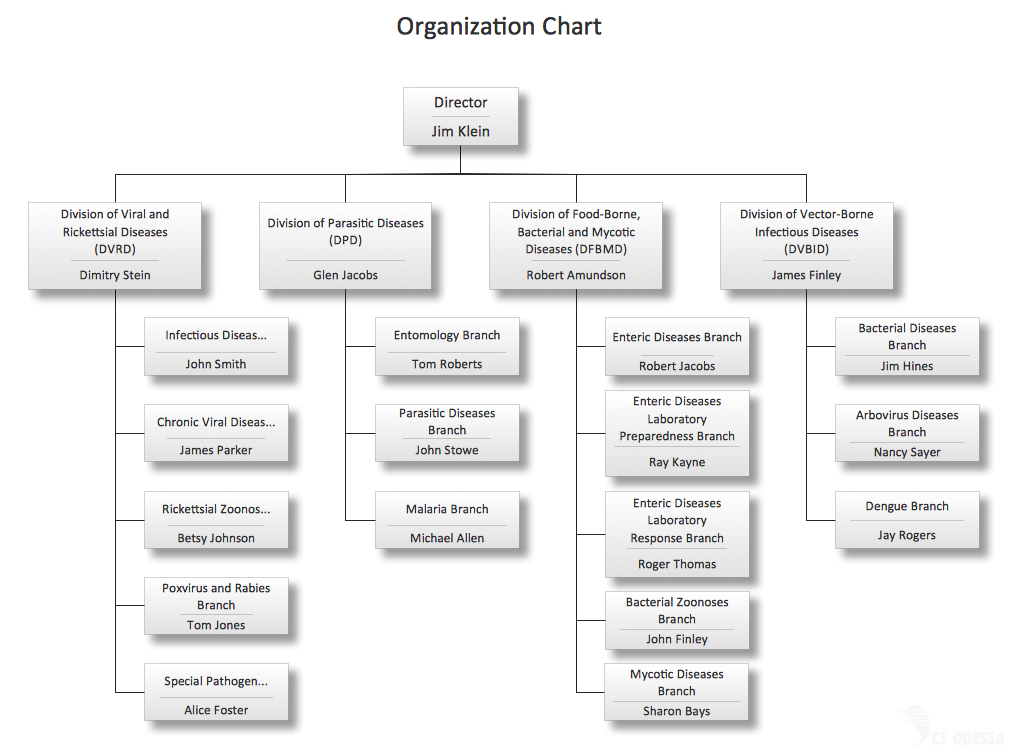 Organization Chart
Director
Jim Klein
Division of Viral and
Rickettsial Diseases
(DVRD)
Dimitry Stein
Division of Parasitic Diseases
(DPD)
Glen Jacobs
Division of Food-Borne,
Bacterial and Mycotic
Diseases (DFBMD)
Robert Amundson
Division of Vector-Borne
Infectious Diseases
(DVBID)
James Finley
Infectious Diseas...
John Smith
Chronic Viral Diseas...
James Parker
Rickettsial Zoonos...
Betsy Johnson
Poxvirus and Rabies
Branch
Tom Jones
Special Pathogen...
Alice Foster
Entomology Branch
Tom Roberts
Parasitic Diseases
Branch
John Stowe
Malaria Branch
Michael Allen
Enteric Diseases Branch
Robert Jacobs
Enteric Diseases
Laboratory
Preparedness Branch
Ray Kayne
Enteric Diseases
Laboratory
Response Branch
Roger Thomas
Bacterial Zoonoses
Branch
John Finley
Mycotic Diseases
Branch
Sharon Bays
Bacterial Diseases
Branch
Jim Hines
Arbovirus Diseases
Branch
Nancy Sayer
Dengue Branch
Jay Rogers
CS ODESSA